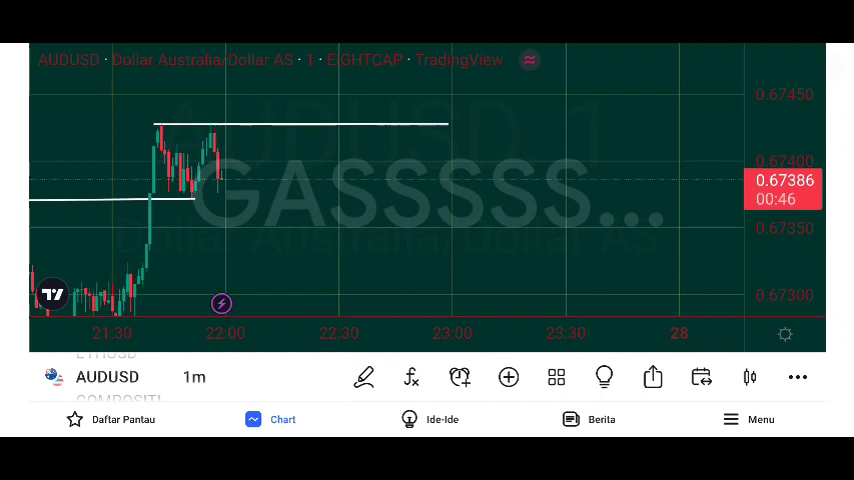 AUDUSD · Dollar Australia/Dollar AS · 1 · EIGHTCAP · TradingView
AUDUSD, 1
GASSSSS...
Dollar Australia/Dollar AS
0.67450
0.67400
0.67386
00:46
0.67350
0.67300
21:30 22:00 22:30 23:00 23:30 28
ETHUSD
AUDUSD 1m
COMPOSITI
Daftar Pantau Chart Ide-Ide Berita Menu